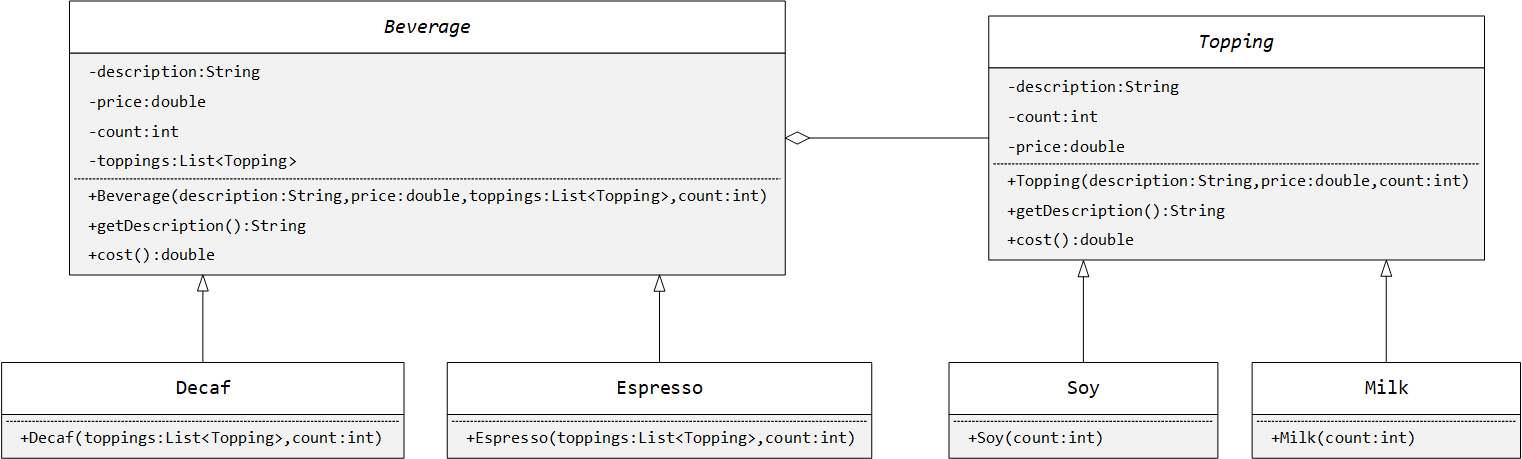 Beverage
-description:String
-price:double
-count:int
-toppings:List<Topping>
+Beverage(description:String,price:double,toppings:List<Topping>,count:int)
+getDescription():String
+cost():double
Topping
-description:String
-count:int
-price:double
+Topping(description:String,price:double,count:int)
+getDescription():String
+cost():double
Decaf
+Decaf(toppings:List<Topping>,count:int)
Espresso
+Espresso(toppings:List<Topping>,count:int)
Soy
+Soy(count:int)
Milk
+Milk(count:int)